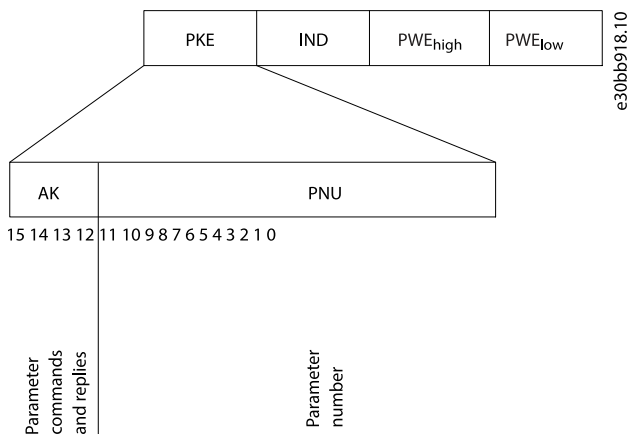 PKE IND PWEhigh PWElow
e30bb918.10
AK PNU
15 14 13 12 11 10 9 8 7 6 5 4 3 2 1 0
Parameter
commands
and replies
Parameter
number